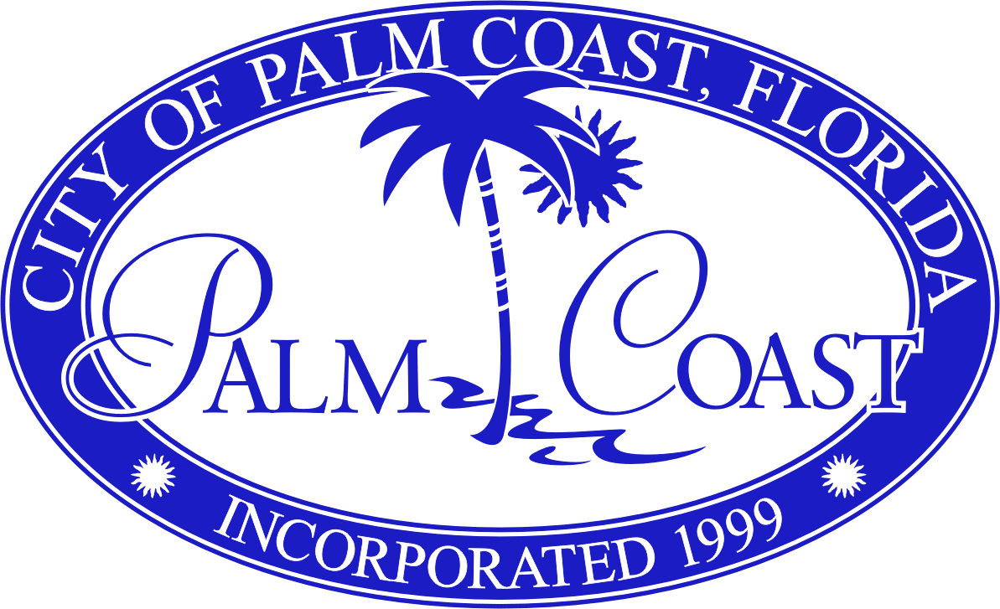 CITY OF PALM COAST, FLORIDA
PALM COAST
INCORPORATED 1999